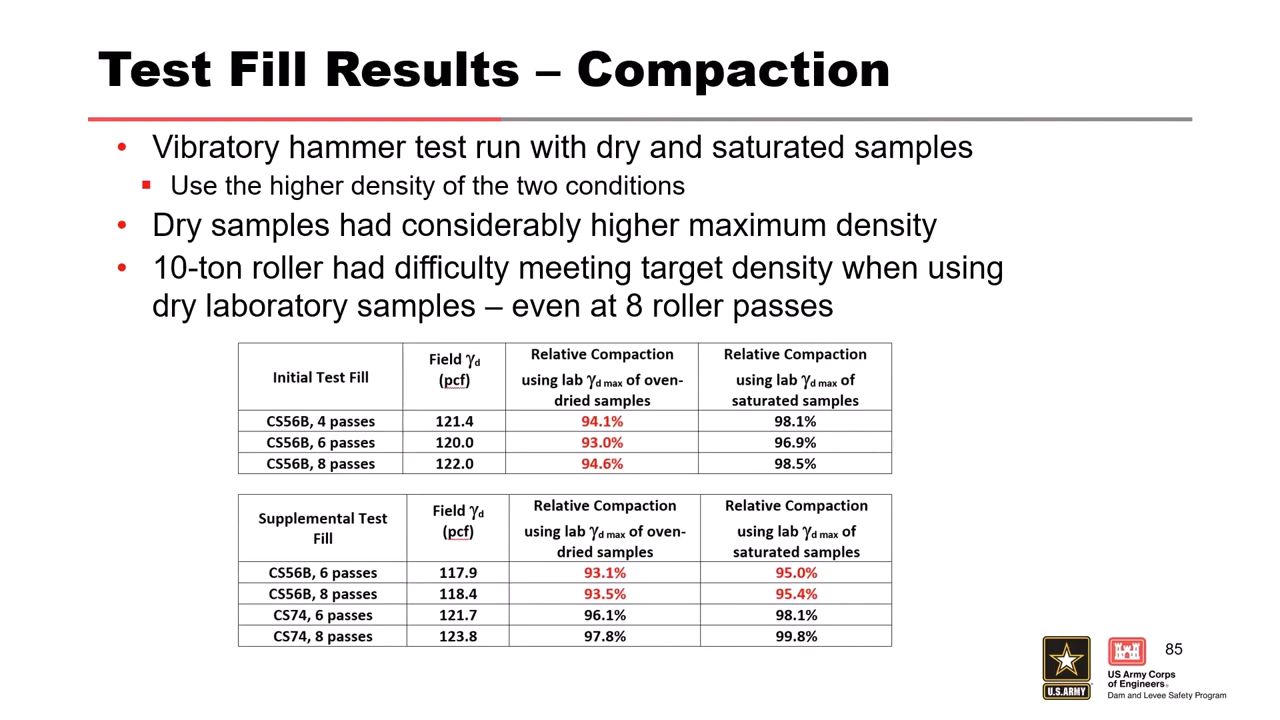 Test Fill Results – Compaction
• Vibratory hammer test run with dry and saturated samples
▪ Use the higher density of the two conditions
• Dry samples had considerably higher maximum density
• 10-ton roller had difficulty meeting target density when using
dry laboratory samples – even at 8 roller passes
Initial Test Fill | Field γd (pcf) | Relative Compaction using lab γd max of oven-dried samples | Relative Compaction using lab γd max of saturated samples
CS56B, 4 passes | 121.4 | 94.1% | 98.1%
CS56B, 6 passes | 120.0 | 93.0% | 96.9%
CS56B, 8 passes | 122.0 | 94.6% | 98.5%
Supplemental Test Fill | Field γd (pcf) | Relative Compaction using lab γd max of oven-dried samples | Relative Compaction using lab γd max of saturated samples
CS56B, 6 passes | 117.9 | 93.1% | 95.0%
CS56B, 8 passes | 118.4 | 93.5% | 95.4%
CS74, 6 passes | 121.7 | 96.1% | 98.1%
CS74, 8 passes | 123.8 | 97.8% | 99.8%
85
U.S.ARMY
US Army Corps
of Engineers®
Dam and Levee Safety Program